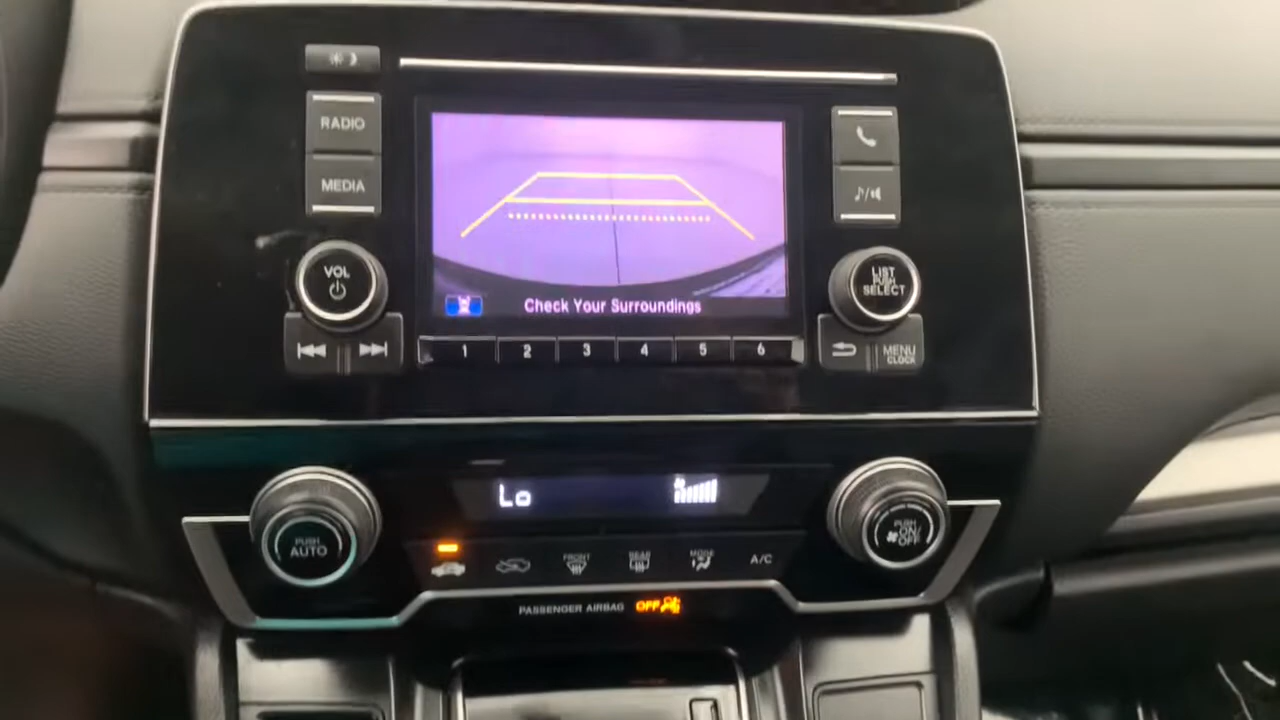 RADIO
MEDIA
VOL
LIST
PUSH
SELECT
Check Your Surroundings
1 2 3 4 5 6
MENU
CLOCK
Lo
PUSH
AUTO
PUSH
ON/
OFF
FRONT
REAR
MODE
A/C
PASSENGER AIRBAG OFF